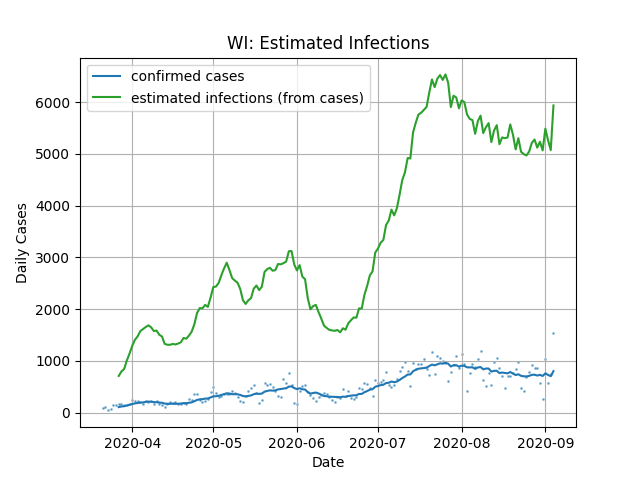 WI: Estimated Infections
confirmed cases
estimated infections (from cases)
Daily Cases
6000
5000
4000
3000
2000
1000
0
2020-04 2020-05 2020-06 2020-07 2020-08 2020-09
Date